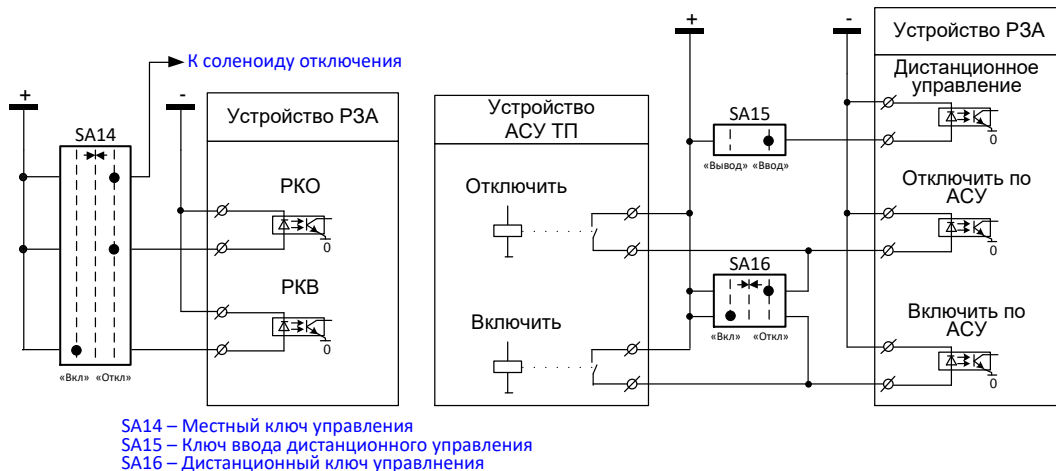 К соленоиду отключения
+
SA14
«Вкл» «Откл»
-
Устройство РЗА
РКО
0
РКВ
0
Устройство
АСУ ТП
Отключить
Включить
+
SA15
«Вывод» «Ввод»
SA16
«Вкл» «Откл»
-
Устройство РЗА
Дистанционное
управление
0
Отключить по
АСУ
0
Включить по
АСУ
0
SA14 – Местный ключ управления
SA15 – Ключ ввода дистанционного управления
SA16 – Дистанционный ключ управлнения